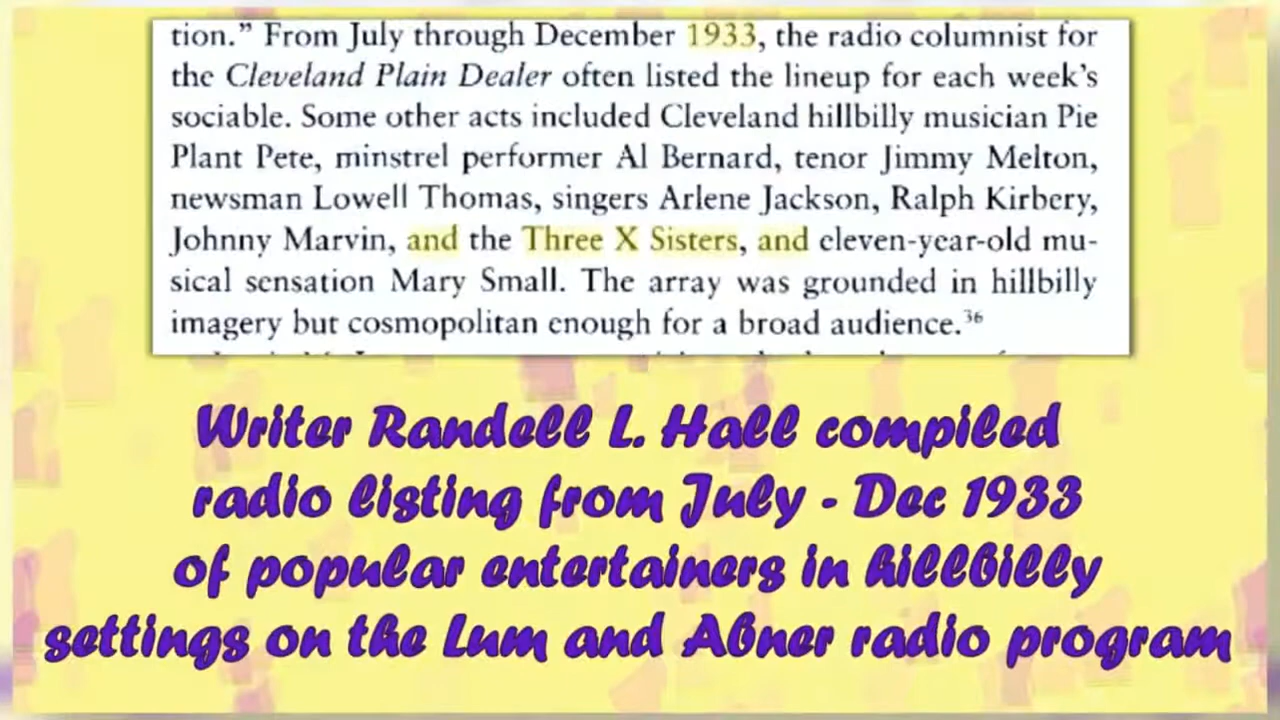 tion.” From July through December 1933, the radio columnist for
the Cleveland Plain Dealer often listed the lineup for each week’s
sociable. Some other acts included Cleveland hillbilly musician Pie
Plant Pete, minstrel performer Al Bernard, tenor Jimmy Melton,
newsman Lowell Thomas, singers Arlene Jackson, Ralph Kirbery,
Johnny Marvin, and the Three X Sisters, and eleven-year-old mu-
sical sensation Mary Small. The array was grounded in hillbilly
imagery but cosmopolitan enough for a broad audience.36
Writer Randell L. Hall compiled
radio listing from July - Dec 1933
of popular entertainers in hillbilly
settings on the Lum and Abner radio program